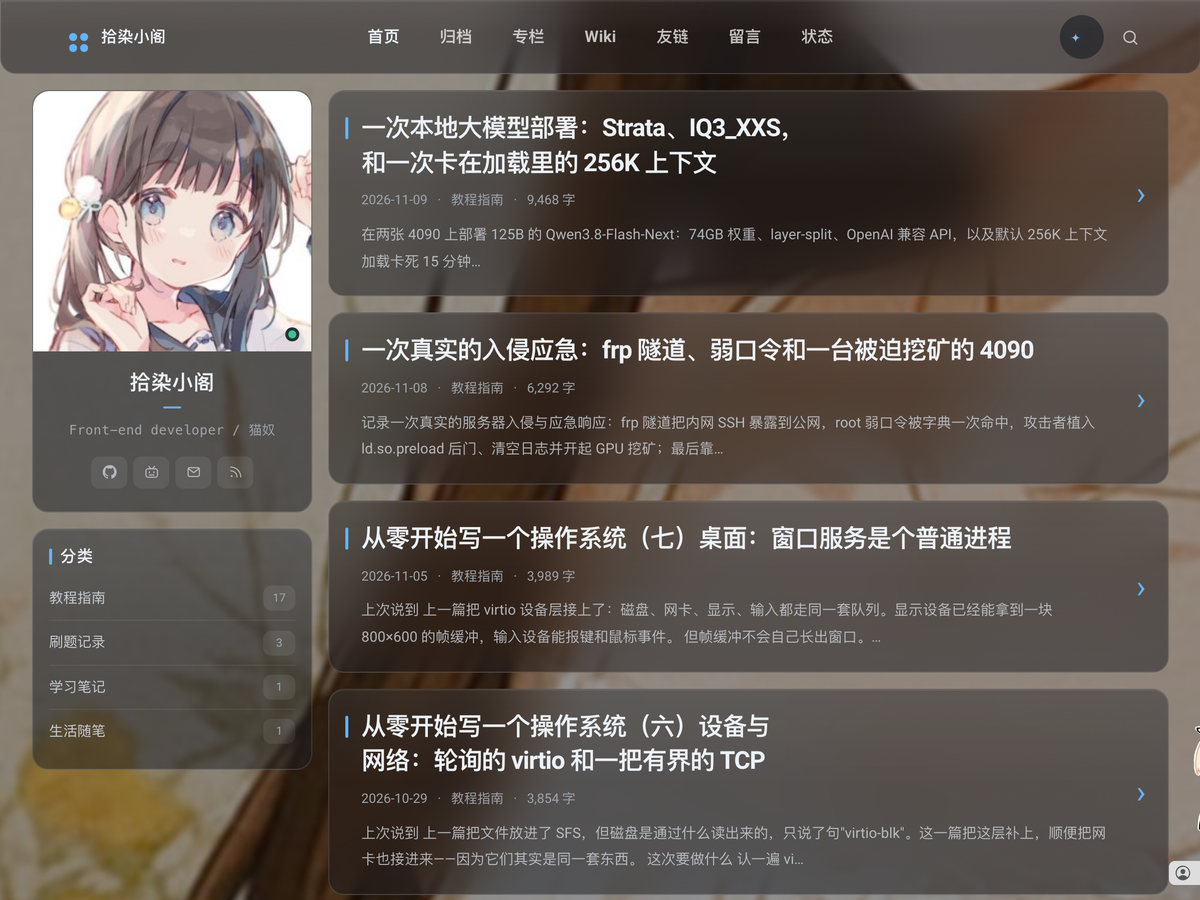 拾染小阁
首页 归档 专栏 Wiki 友链 留言 状态
拾染小阁
Front-end developer / 猫奴
分类
教程指南 17
刷题记录 3
学习笔记 1
生活随笔 1
一次本地大模型部署：Strata、IQ3_XXS，
和一次卡在加载里的 256K 上下文
2026-11-09 · 教程指南 · 9,468 字
在两张 4090 上部署 125B 的 Qwen3.8-Flash-Next：74GB 权重、layer-split、OpenAI 兼容 API，以及默认 256K 上下文
加载卡死 15 分钟…
一次真实的入侵应急：frp 隧道、弱口令和一台被迫挖矿的 4090
2026-11-08 · 教程指南 · 6,292 字
记录一次真实的服务器入侵与应急响应：frp 隧道把内网 SSH 暴露到公网，root 弱口令被字典一次命中，攻击者植入
ld.so.preload 后门、清空日志并开起 GPU 挖矿；最后靠…
从零开始写一个操作系统（七）桌面：窗口服务是个普通进程
2026-11-05 · 教程指南 · 3,989 字
上次说到 上一篇把 virtio 设备层接上了：磁盘、网卡、显示、输入都走同一套队列。显示设备已经能拿到一块
800×600 的帧缓冲，输入设备能报键和鼠标事件。 但帧缓冲不会自己长出窗口。…
从零开始写一个操作系统（六）设备与
网络：轮询的 virtio 和一把有界的 TCP
2026-10-29 · 教程指南 · 3,854 字
上次说到 上一篇把文件放进了 SFS，但磁盘是通过什么读出来的，只说了句"virtio-blk"。这一篇把这层补上，顺便把网
卡也接进来——因为它们其实是同一套东西。 这次要做什么 认一遍 vi…